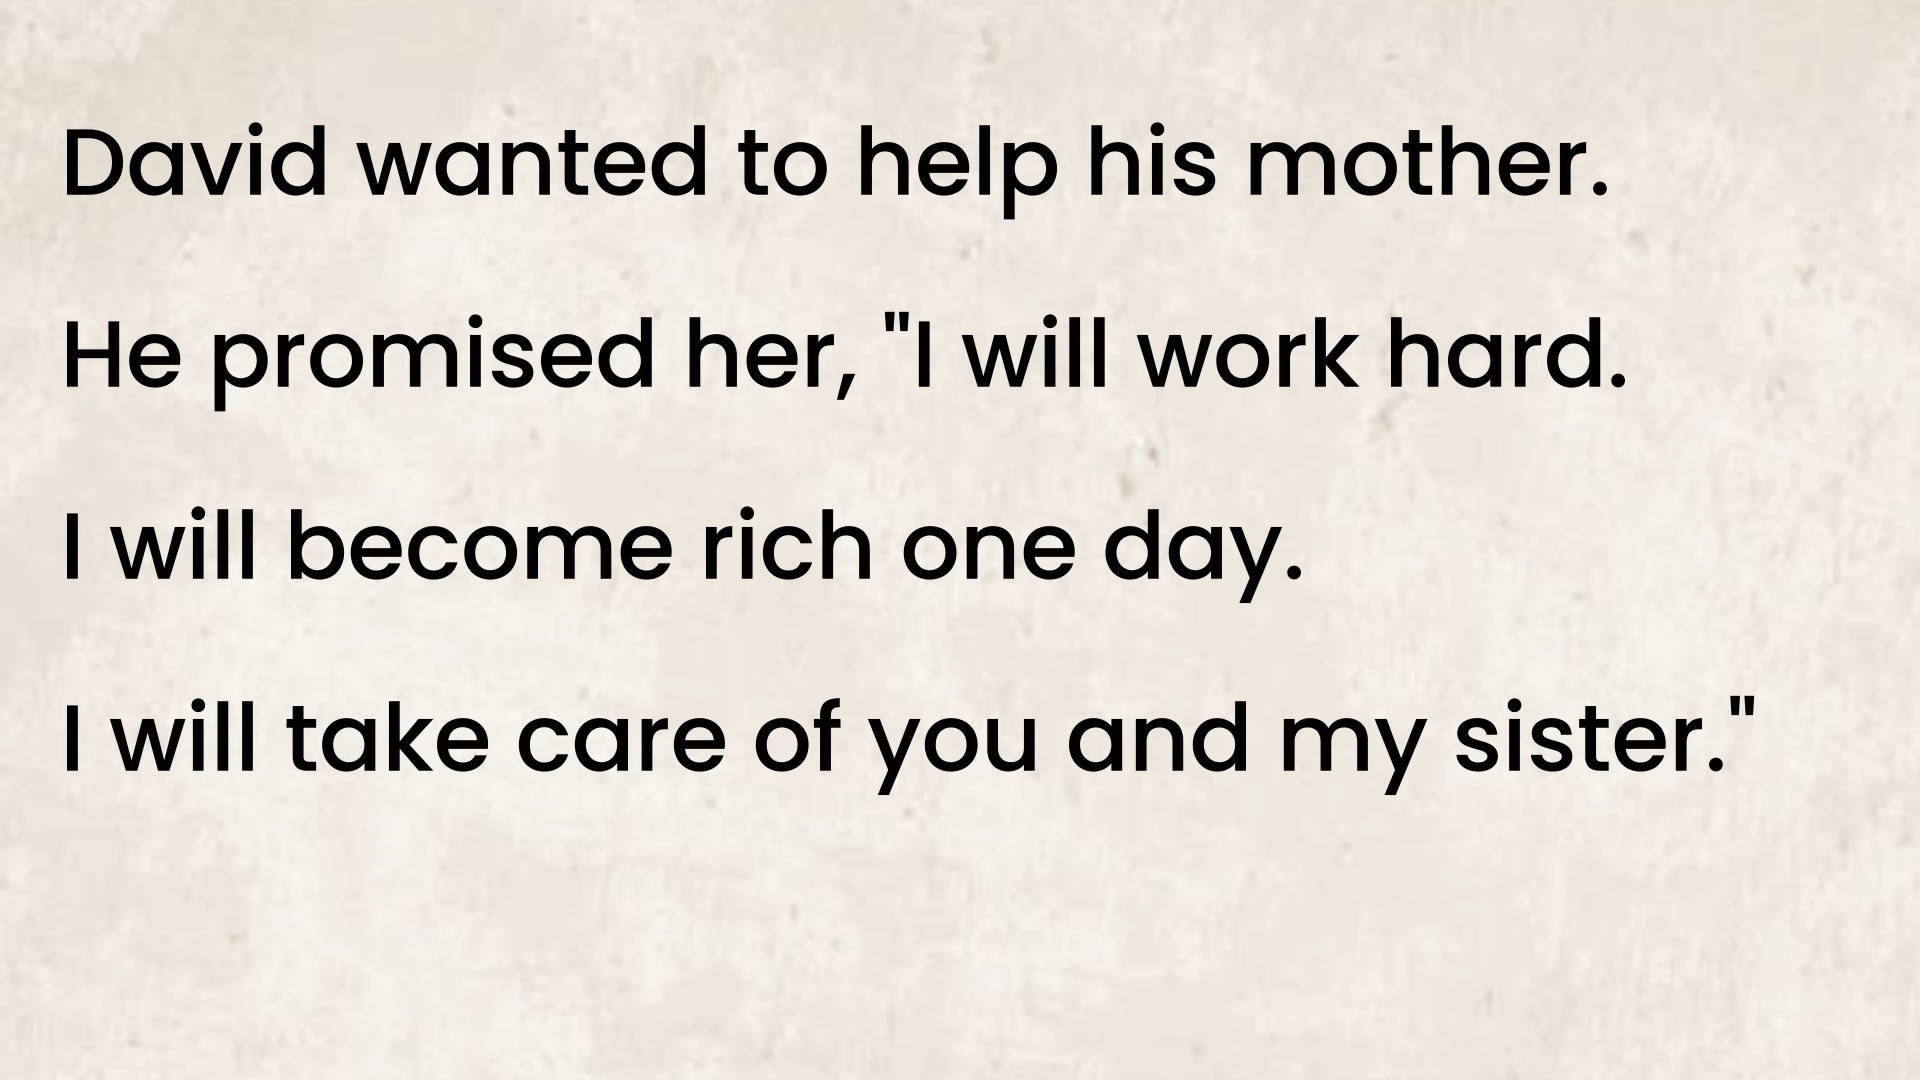 David wanted to help his mother.
He promised her, "I will work hard.
I will become rich one day.
I will take care of you and my sister."